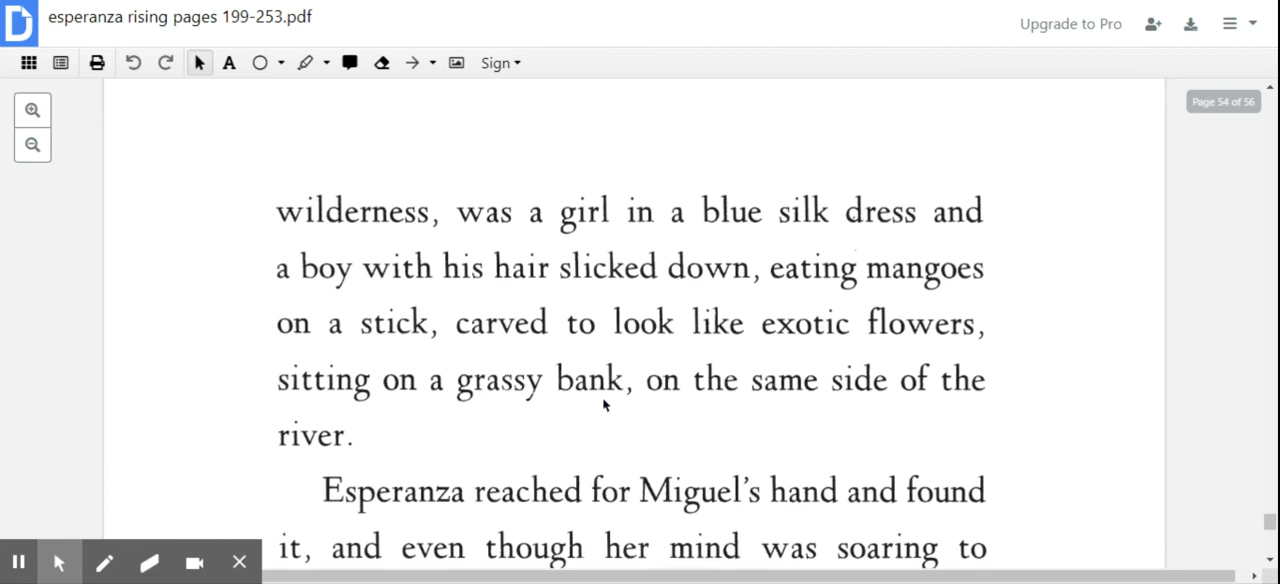 esperanza rising pages 199-253.pdf
Upgrade to Pro
A
Sign
Page 54 of 56
wilderness, was a girl in a blue silk dress and
a boy with his hair slicked down, eating mangoes
on a stick, carved to look like exotic flowers,
sitting on a grassy bank, on the same side of the
river.
Esperanza reached for Miguel's hand and found
it, and even though her mind was soaring to